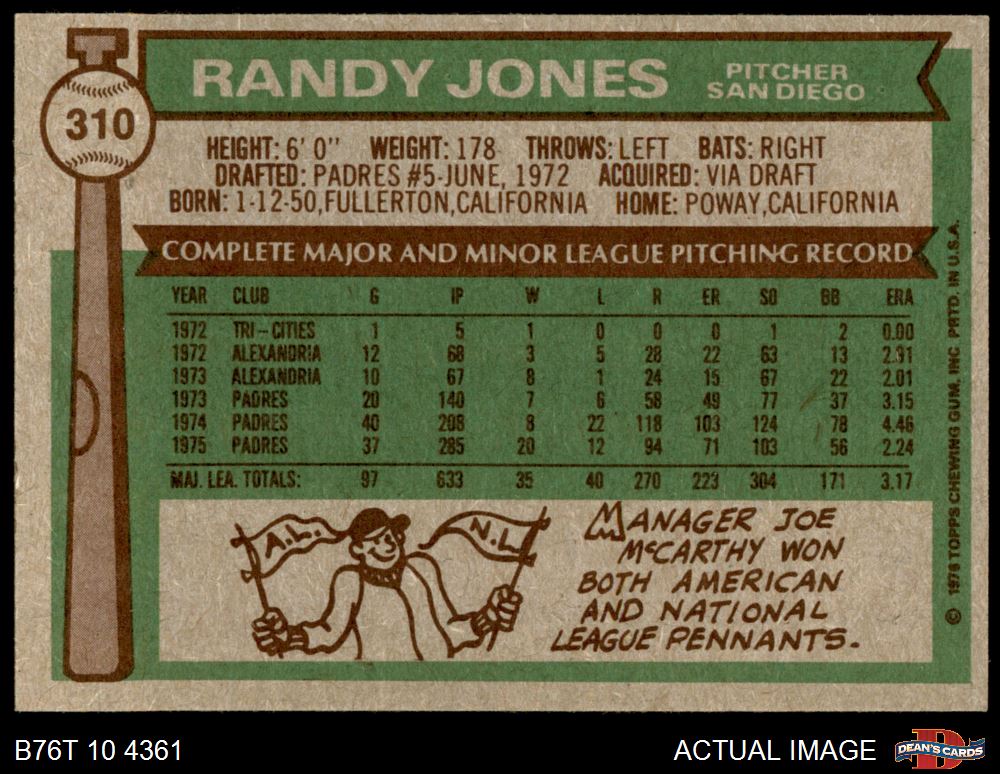 RANDY JONES
PITCHER
SAN DIEGO
310
HEIGHT: 6' 0" WEIGHT: 178 THROWS: LEFT BATS: RIGHT
DRAFTED: PADRES #5-JUNE, 1972 ACQUIRED: VIA DRAFT
BORN: 1-12-50, FULLERTON, CALIFORNIA HOME: POWAY, CALIFORNIA
COMPLETE MAJOR AND MINOR LEAGUE PITCHING RECORD
YEAR CLUB G IP W L R ER SO BB ERA
1972 TRI-CITIES 1 5 1 0 0 0 1 2 0.00
1972 ALEXANDRIA 12 68 3 5 28 22 63 13 2.91
1973 ALEXANDRIA 10 67 8 1 24 15 67 22 2.01
1973 PADRES 20 140 7 6 58 49 77 37 3.15
1974 PADRES 40 208 8 22 118 103 124 78 4.46
1975 PADRES 37 285 20 12 94 71 103 56 2.24
MAJ. LEA. TOTALS: 97 633 35 40 270 223 304 171 3.17
A.L.
N.L.
MANAGER JOE
McCARTHY WON
BOTH AMERICAN
AND NATIONAL
LEAGUE PENNANTS.
© 1976 TOPPS CHEWING GUM, INC. PRTD. IN U.S.A.
B76T 10 4361
ACTUAL IMAGE
DEAN'S CARDS